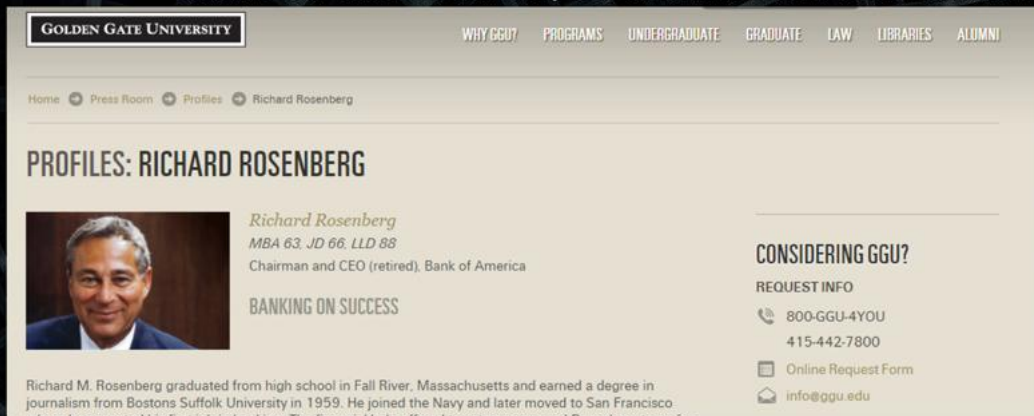 GOLDEN GATE UNIVERSITY
WHY GGU? PROGRAMS UNDERGRADUATE GRADUATE LAW LIBRARIES ALUMNI
Home Press Room Profiles Richard Rosenberg
PROFILES: RICHARD ROSENBERG
Richard Rosenberg
MBA 63, JD 66, LLD 88
Chairman and CEO (retired), Bank of America
BANKING ON SUCCESS
Richard M. Rosenberg graduated from high school in Fall River, Massachusetts and earned a degree in
journalism from Bostons Suffolk University in 1959. He joined the Navy and later moved to San Francisco
CONSIDERING GGU?
REQUEST INFO
800-GGU-4YOU
415-442-7800
Online Request Form
info@ggu.edu